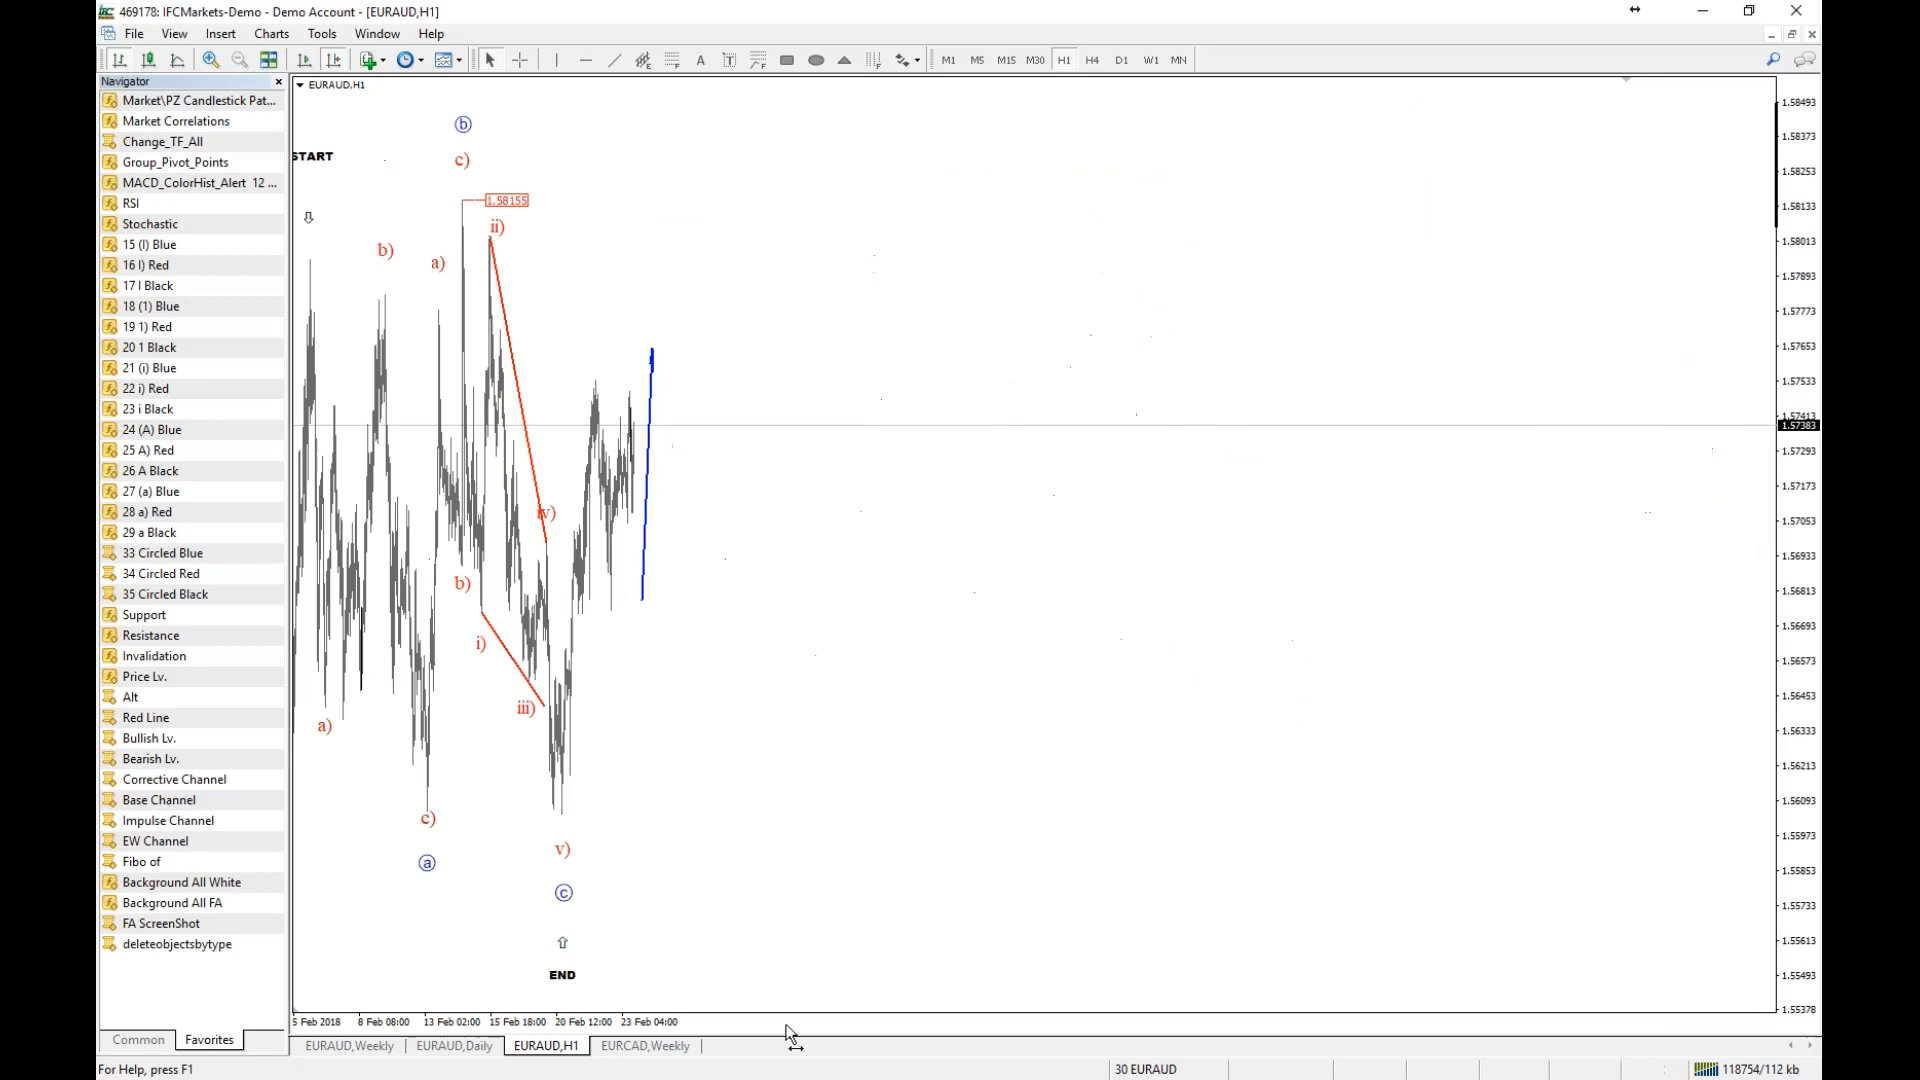 469178: IFCMarkets-Demo - Demo Account - [EURAUD,H1]
File View Insert Charts Tools Window Help
A T M1 M5 M15 M30 H1 H4 D1 W1 MN
Navigator
Market\PZ Candlestick Pat...
Market Correlations
Change_TF_All
Group_Pivot_Points
MACD_ColorHist_Alert 12 ...
RSI
Stochastic
15 (I) Blue
16 I) Red
17 I Black
18 (1) Blue
19 1) Red
20 1 Black
21 (i) Blue
22 i) Red
23 i Black
24 (A) Blue
25 A) Red
26 A Black
27 (a) Blue
28 a) Red
29 a Black
33 Circled Blue
34 Circled Red
35 Circled Black
Support
Resistance
Invalidation
Price Lv.
Alt
Red Line
Bullish Lv.
Bearish Lv.
Corrective Channel
Base Channel
Impulse Channel
EW Channel
Fibo of
Background All White
Background All FA
FA ScreenShot
deleteobjectsbytype
Common Favorites
EURAUD,H1
START
ⓑ
c)
1.58155
ii)
b)
a)
iv)
b)
i)
iii)
a)
c)
ⓐ
v)
ⓒ
END
1.58493
1.58373
1.58253
1.58133
1.58013
1.57893
1.57773
1.57653
1.57533
1.57413
1.57383
1.57293
1.57173
1.57053
1.56933
1.56813
1.56693
1.56573
1.56453
1.56333
1.56213
1.56093
1.55973
1.55853
1.55733
1.55613
1.55493
1.55378
5 Feb 2018 8 Feb 08:00 13 Feb 02:00 15 Feb 18:00 20 Feb 12:00 23 Feb 04:00
EURAUD,Weekly EURAUD,Daily EURAUD,H1 EURCAD,Weekly
For Help, press F1 30 EURAUD 118754/112 kb